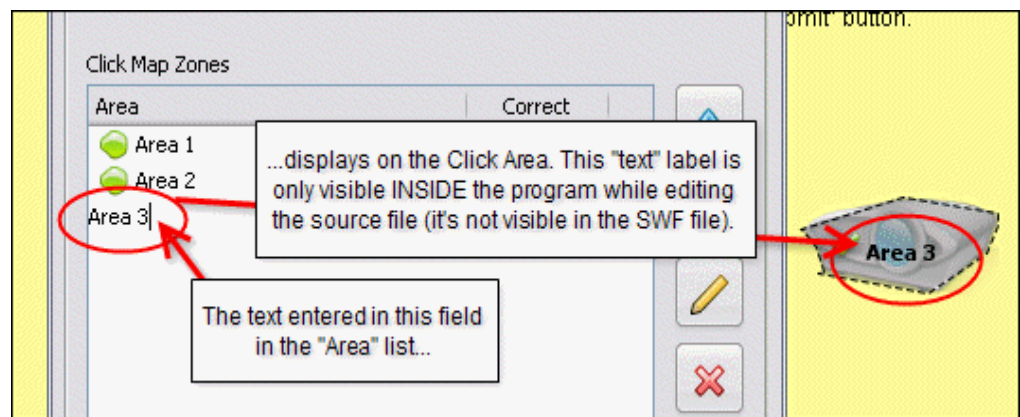 omit' button.
Click Map Zones
Area Correct
Area 1
Area 2
Area 3
...displays on the Click Area. This "text" label is
only visible INSIDE the program while editing
the source file (it's not visible in the SWF file).
Area 3
The text entered in this field
in the "Area" list...